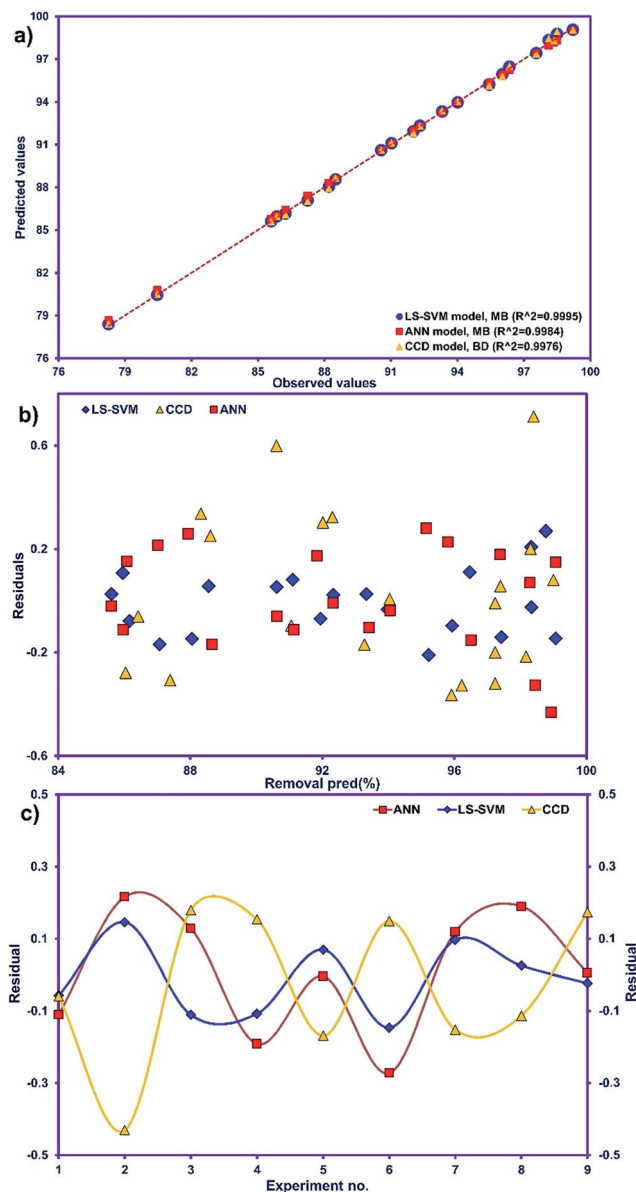 a)
100
97
94
91
88
85
82
79
76
Predicted values
LS-SVM model, MB (R^2=0.9995)
ANN model, MB (R^2=0.9984)
CCD model, BD (R^2=0.9976)
76 79 82 85 88 91 94 97 100
Observed values
b)
LS-SVM CCD ANN
0.6
0.2
-0.2
-0.6
Residuals
84 88 92 96 100
Removal pred(%)
c)
0.5 0.5
ANN LS-SVM CCD
0.3 0.3
0.1 0.1
-0.1 -0.1
-0.3 -0.3
-0.5 -0.5
Residual Residual
1 2 3 4 5 6 7 8 9
Experiment no.